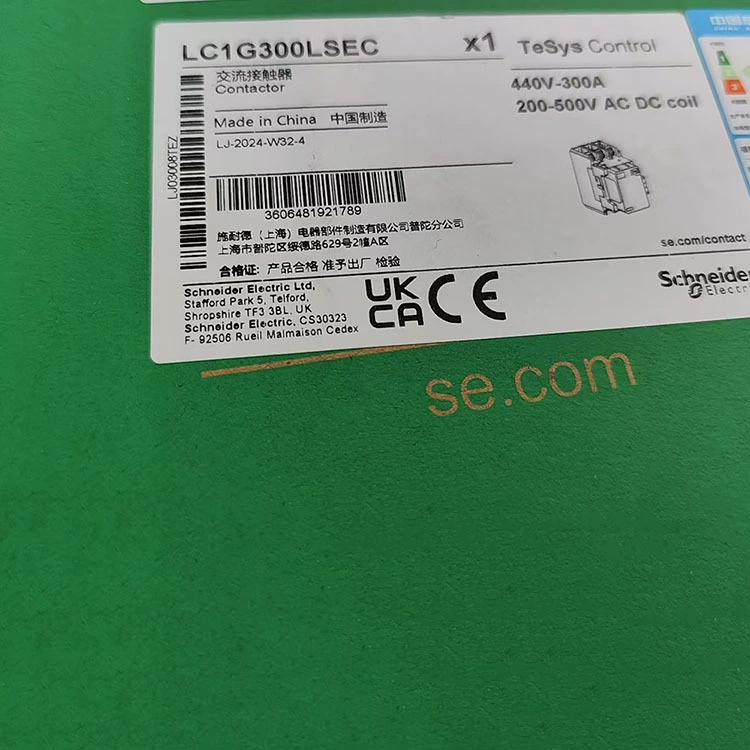 LC1G300LSEC x1 TeSys Control
交流接触器
Contactor
440V-300A
200-500V AC DC coil
Made in China 中国制造
LJ-2024-W32-4
LJ03008TEZ
3606481921789
施耐德（上海）电器部件制造有限公司普陀分公司
上海市普陀区绥德路629号2幢A区
se.com/contact
合格证: 产品合格 准予出厂 检验
Schneider Electric Ltd,
Stafford Park 5, Telford,
Shropshire TF3 3BL, UK
Schneider Electric, CS30323
F- 92506 Rueil Malmaison Cedex
UK
CA CE
Schneider
Electric
se.com